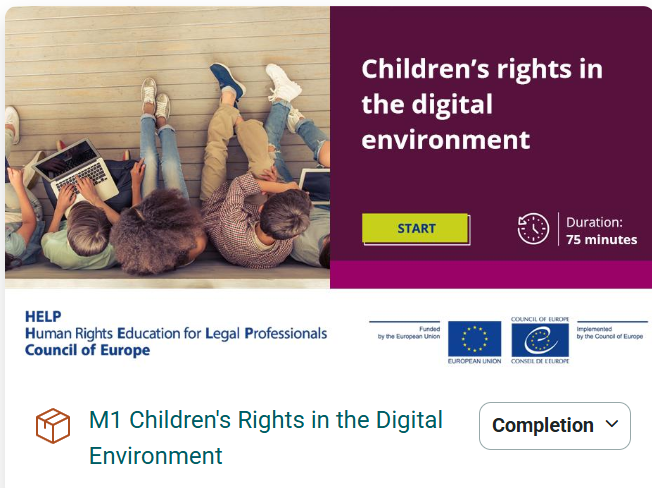 Children's rights in
the digital
environment
START
Duration:
75 minutes
HELP
Human Rights Education for Legal Professionals
Council of Europe
Funded
by the European Union
EUROPEAN UNION
COUNCIL OF EUROPE
CONSEIL DE L'EUROPE
Implemented
by the Council of Europe
M1 Children's Rights in the Digital
Environment
Completion